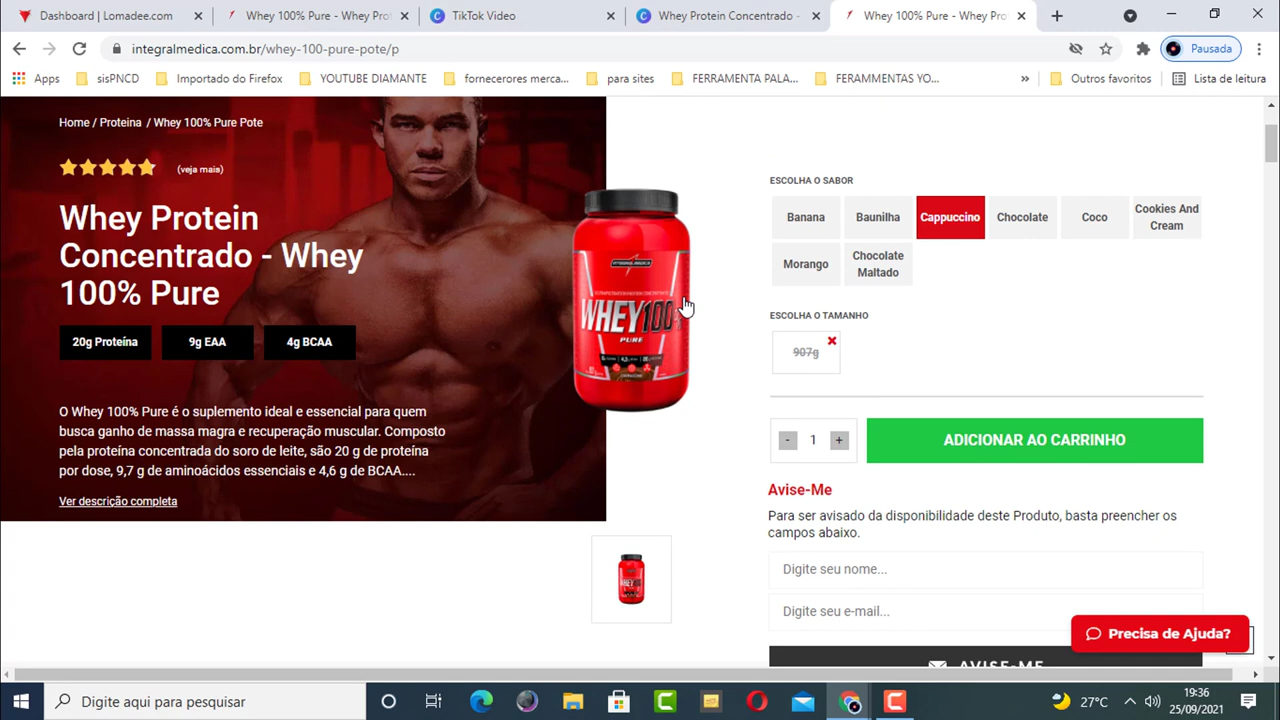 Dashboard | Lomadee.com
Whey 100% Pure - Whey Pro
TikTok Video
Whey Protein Concentrado -
Whey 100% Pure - Whey Pro
integralmedica.com.br/whey-100-pure-pote/p
Pausada
Apps
sisPNCD
Importado do Firefox
YOUTUBE DIAMANTE
fornecerores merca...
para sites
FERRAMENTA PALA...
FERAMMENTAS YO...
»
Outros favoritos
Lista de leitura
Home / Proteina / Whey 100% Pure Pote
(veja mais)
Whey Protein
Concentrado - Whey
100% Pure
20g Proteína
9g EAA
4g BCAA
O Whey 100% Pure é o suplemento ideal e essencial para quem
busca ganho de massa magra e recuperação muscular. Composto
pela proteína concentrada do soro de leite, são 20 g de proteína
por dose, 9,7 g de aminoácidos essenciais e 4,6 g de BCAA....
Ver descrição completa
INTEGRALMEDICA
WHEY100%
PURE
WHEY100
ESCOLHA O SABOR
Banana
Baunilha
Cappuccino
Chocolate
Coco
Cookies And
Cream
Morango
Chocolate
Maltado
ESCOLHA O TAMANHO
907g
- 1 +
ADICIONAR AO CARRINHO
Avise-Me
Para ser avisado da disponibilidade deste Produto, basta preencher os
campos abaixo.
Digite seu nome...
Digite seu e-mail...
AVISE-ME
Precisa de Ajuda?
Digite aqui para pesquisar
27°C
19:36
25/09/2021